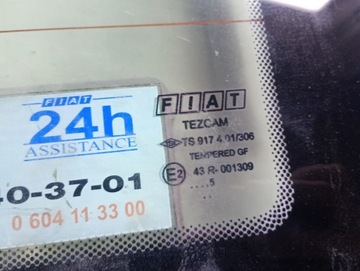 FIAT
24h
ASSISTANCE
40-37-01
0 604 11 33 00
FIAT
TEZCAM
TS 917 4 01/306
TEMPERED GF
E2 43 R-001309
....5